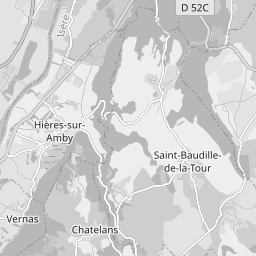 D 52C
Isère
Hières-sur-
Amby
Saint-Baudille-
de-la-Tour
Vernas
Chatelans